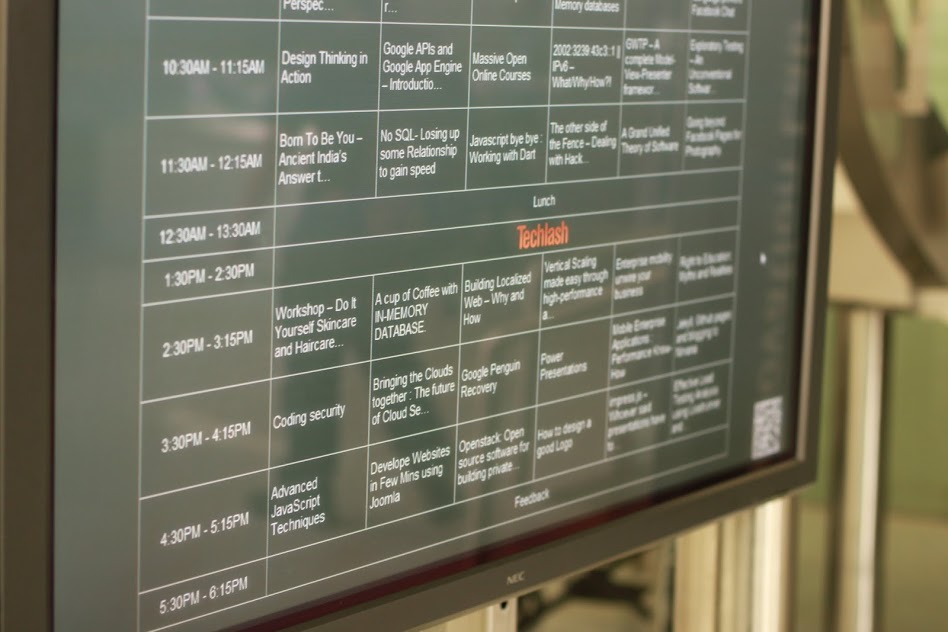 Perspec...
r...
Memory databases
Facebook Chat
10:30AM - 11:15AM
Design Thinking in
Action
Google APIs and
Google App Engine
– Introductio...
Massive Open
Online Courses
2002:3239:43c3::1 ||
IPv6 –
What/Why/How?!
GWTP – A
complete Model-
View-Presenter
framewor...
Exploratory Testing
– An
Unconventional
Softwar...
11:30AM - 12:15AM
Born To Be You –
Ancient India's
Answer t...
No SQL- Losing up
some Relationship
to gain speed
Javascript bye bye :
Working with Dart
The other side of
the Fence – Dealing
with Hack...
A Grand Unified
Theory of Software
Going beyond
Facebook Pages for
Photography
12:30AM - 13:30AM
Lunch
1:30PM - 2:30PM
Techlash
2:30PM - 3:15PM
Workshop – Do It
Yourself Skincare
and Haircare...
A cup of Coffee with
IN-MEMORY
DATABASE.
Building Localized
Web – Why and
How
Vertical Scaling
made easy through
high-performance
a...
Enterprise mobility
unwire your
business
Right to Education
Myths and Realities
3:30PM - 4:15PM
Coding security
Bringing the Clouds
together : The future
of Cloud Se...
Google Penguin
Recovery
Power
Presentations
Mobile Enterprise
Applications :
Performance Know-
How
Jekyll, Github pages
and blogging to
Nirvana
4:30PM - 5:15PM
Advanced
JavaScript
Techniques
Develope Websites
in Few Mins using
Joomla
Openstack: Open
source software for
building private...
How to design a
good Logo
impress.js –
Whoever said
presentations have
to...
Effective Load
Testing Analysis
using Loadrunner
and...
5:30PM - 6:15PM
Feedback
NEC